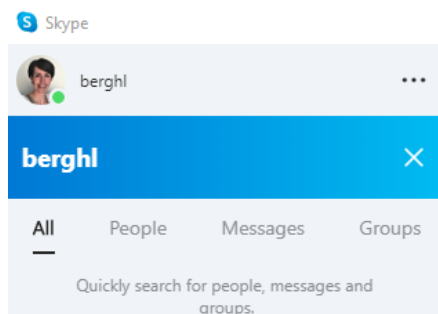 Skype
berghl
berghl
All People Messages Groups
Quickly search for people, messages and
groups.